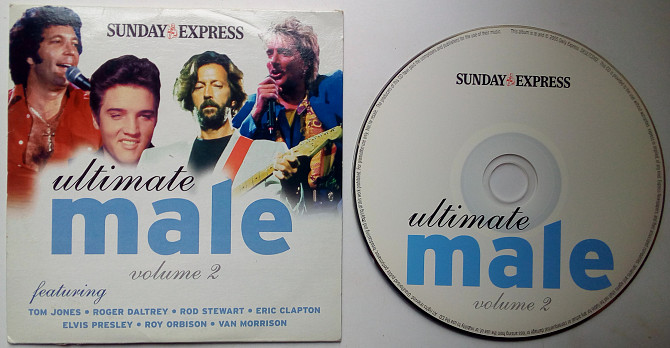 SUNDAY EXPRESS
ultimate
male
volume 2
featuring
TOM JONES • ROGER DALTREY • ROD STEWART • ERIC CLAPTON
ELVIS PRESLEY • ROY ORBISON • VAN MORRISON
SUNDAY EXPRESS
ultimate
male
volume 2